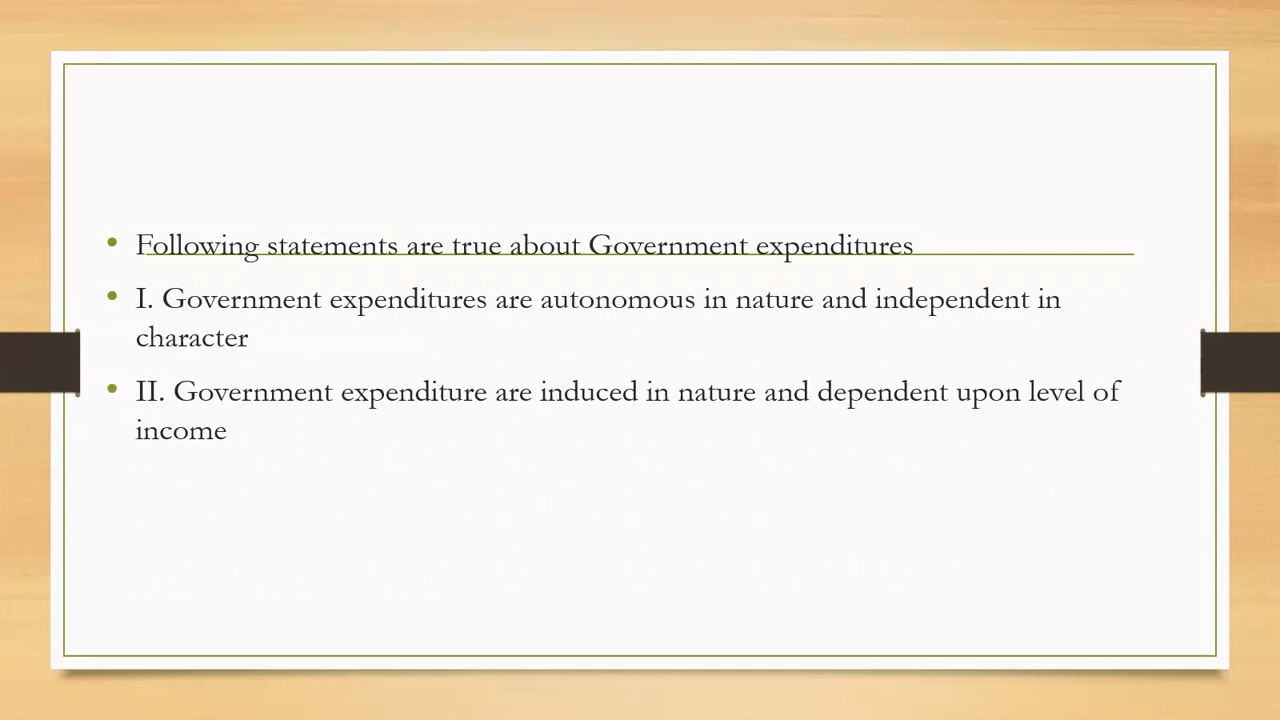 • Following statements are true about Government expenditures
• I. Government expenditures are autonomous in nature and independent in
character
• II. Government expenditure are induced in nature and dependent upon level of
income